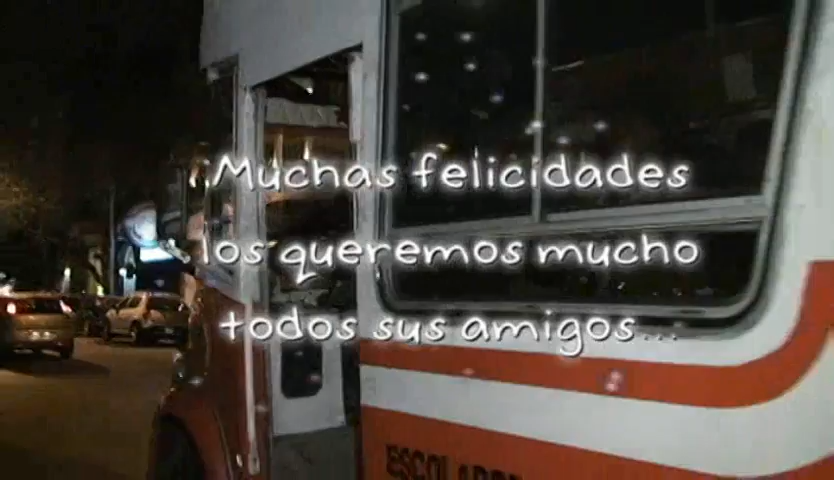 Muchas felicidades
los queremos mucho
todos sus amigos...